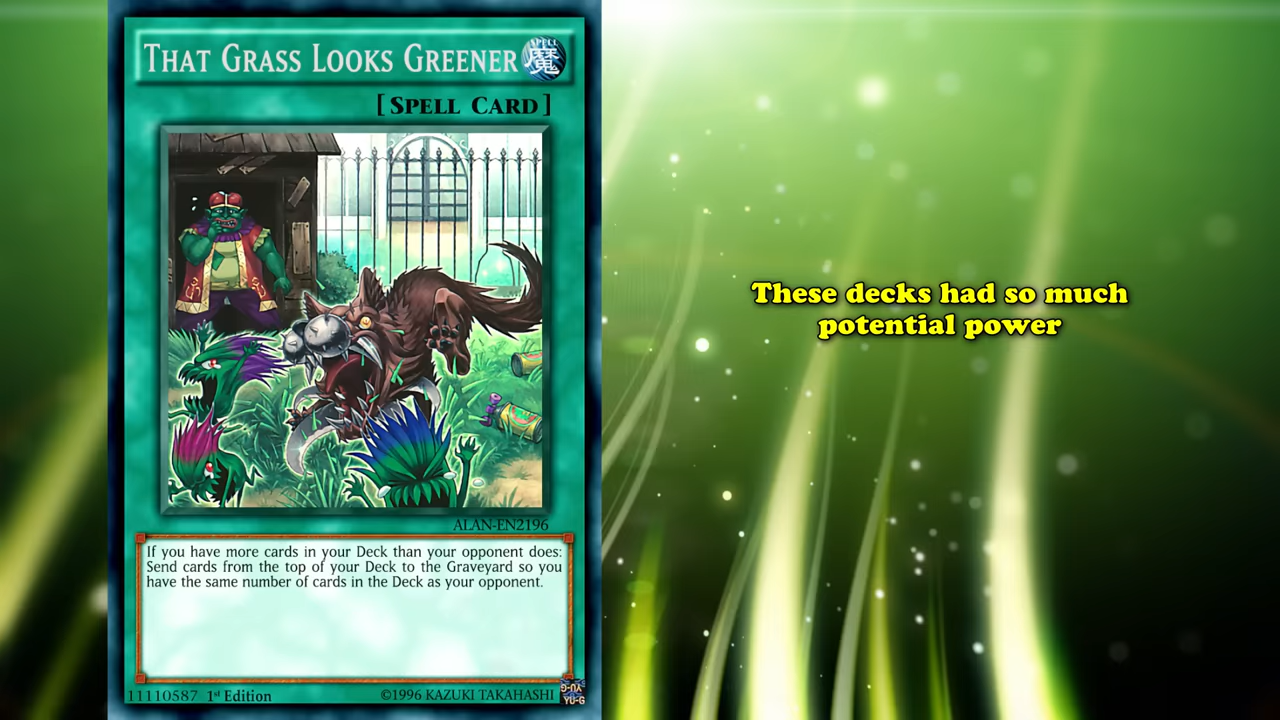 THAT GRASS LOOKS GREENER
SPELL
魔
[SPELL CARD]
ALAN-EN2196
If you have more cards in your Deck than your opponent does:
Send cards from the top of your Deck to the Graveyard so you
have the same number of cards in the Deck as your opponent.
11110587 1st Edition
©1996 KAZUKI TAKAHASHI
These decks had so much
potential power